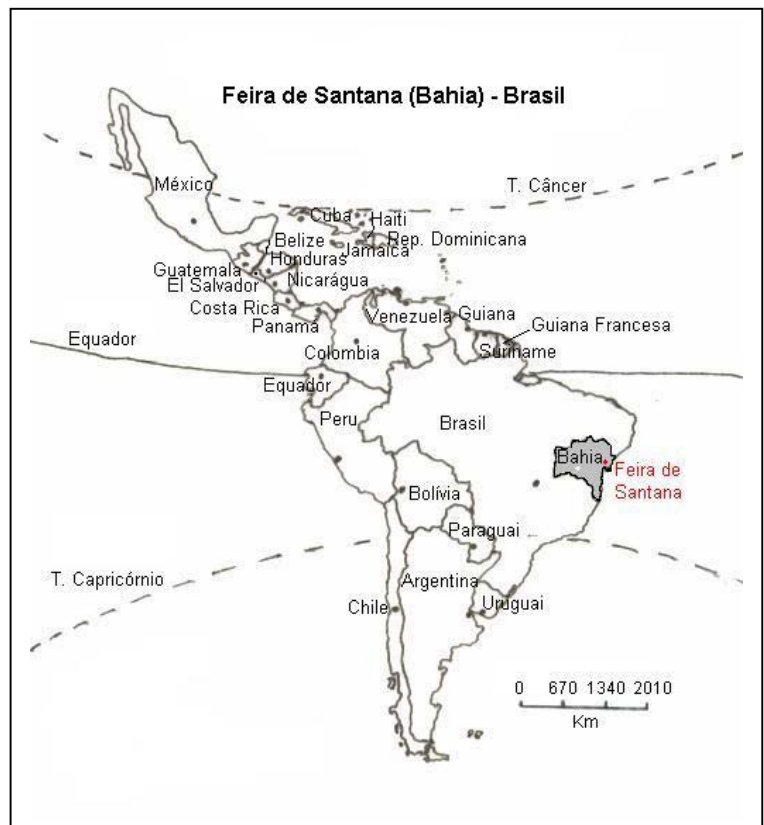 Feira de Santana (Bahia) - Brasil
México
T. Câncer
Cuba
Haiti
Belize
Jamaica
Rep. Dominicana
Honduras
Guatemala
Nicarágua
El Salvador
Costa Rica
Panamá
Venezuela
Guiana
Guiana Francesa
Suriname
Equador
Colombia
Equador
Peru
Brasil
Bahia
Feira de
Santana
Bolívia
Paraguai
T. Capricórnio
Argentina
Chile
Uruguai
0 670 1340 2010
Km